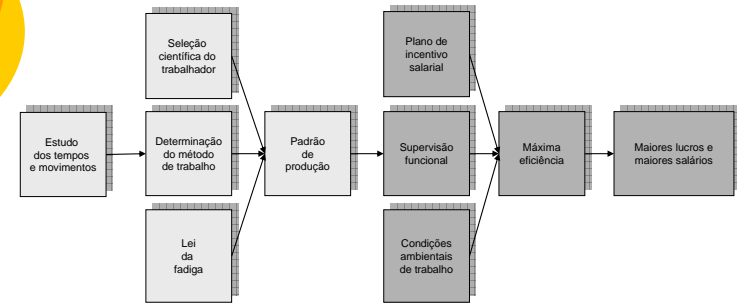 Seleção
científica do
trabalhador
Plano de
incentivo
salarial
Estudo
dos tempos
e movimentos
Determinação
do método
de trabalho
Padrão
de
produção
Supervisão
funcional
Máxima
eficiência
Maiores lucros e
maiores salários
Lei
da
fadiga
Condições
ambientais
de trabalho